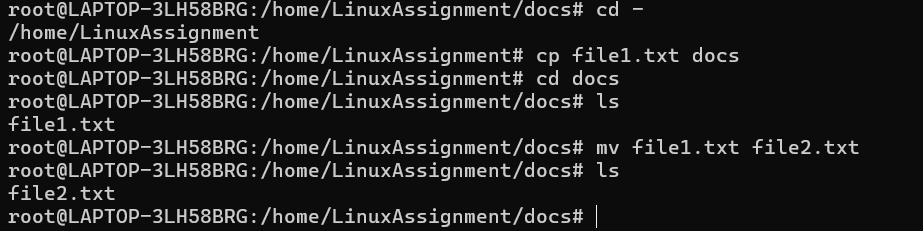 root@LAPTOP-3LH58BRG:/home/LinuxAssignment/docs# cd -
/home/LinuxAssignment
root@LAPTOP-3LH58BRG:/home/LinuxAssignment# cp file1.txt docs
root@LAPTOP-3LH58BRG:/home/LinuxAssignment# cd docs
root@LAPTOP-3LH58BRG:/home/LinuxAssignment/docs# ls
file1.txt
root@LAPTOP-3LH58BRG:/home/LinuxAssignment/docs# mv file1.txt file2.txt
root@LAPTOP-3LH58BRG:/home/LinuxAssignment/docs# ls
file2.txt
root@LAPTOP-3LH58BRG:/home/LinuxAssignment/docs#